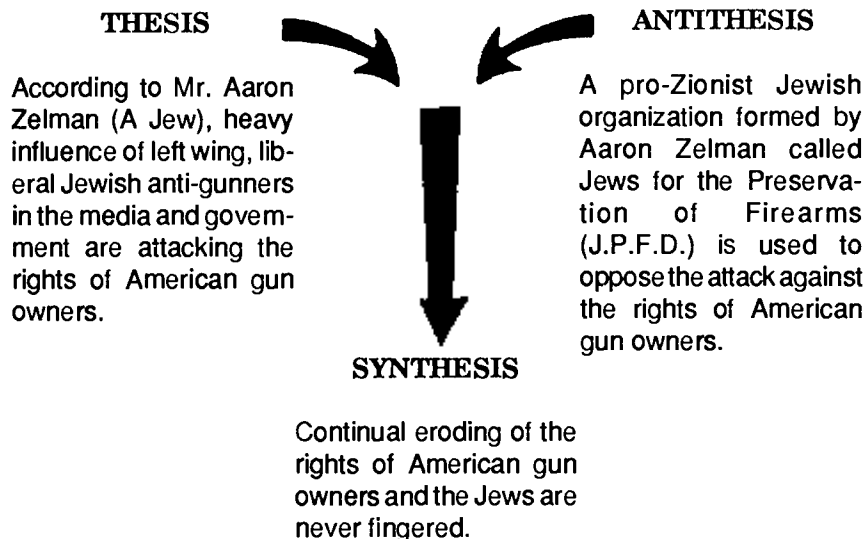 THESIS
According to Mr. Aaron
Zelman (A Jew), heavy
influence of left wing, lib-
eral Jewish anti-gunners
in the media and govern-
ment are attacking the
rights of American gun
owners.
ANTITHESIS
A pro-Zionist Jewish
organization formed by
Aaron Zelman called
Jews for the Preserva-
tion of Firearms
(J.P.F.D.) is used to
oppose the attack against
the rights of American
gun owners.
SYNTHESIS
Continual eroding of the
rights of American gun
owners and the Jews are
never fingered.